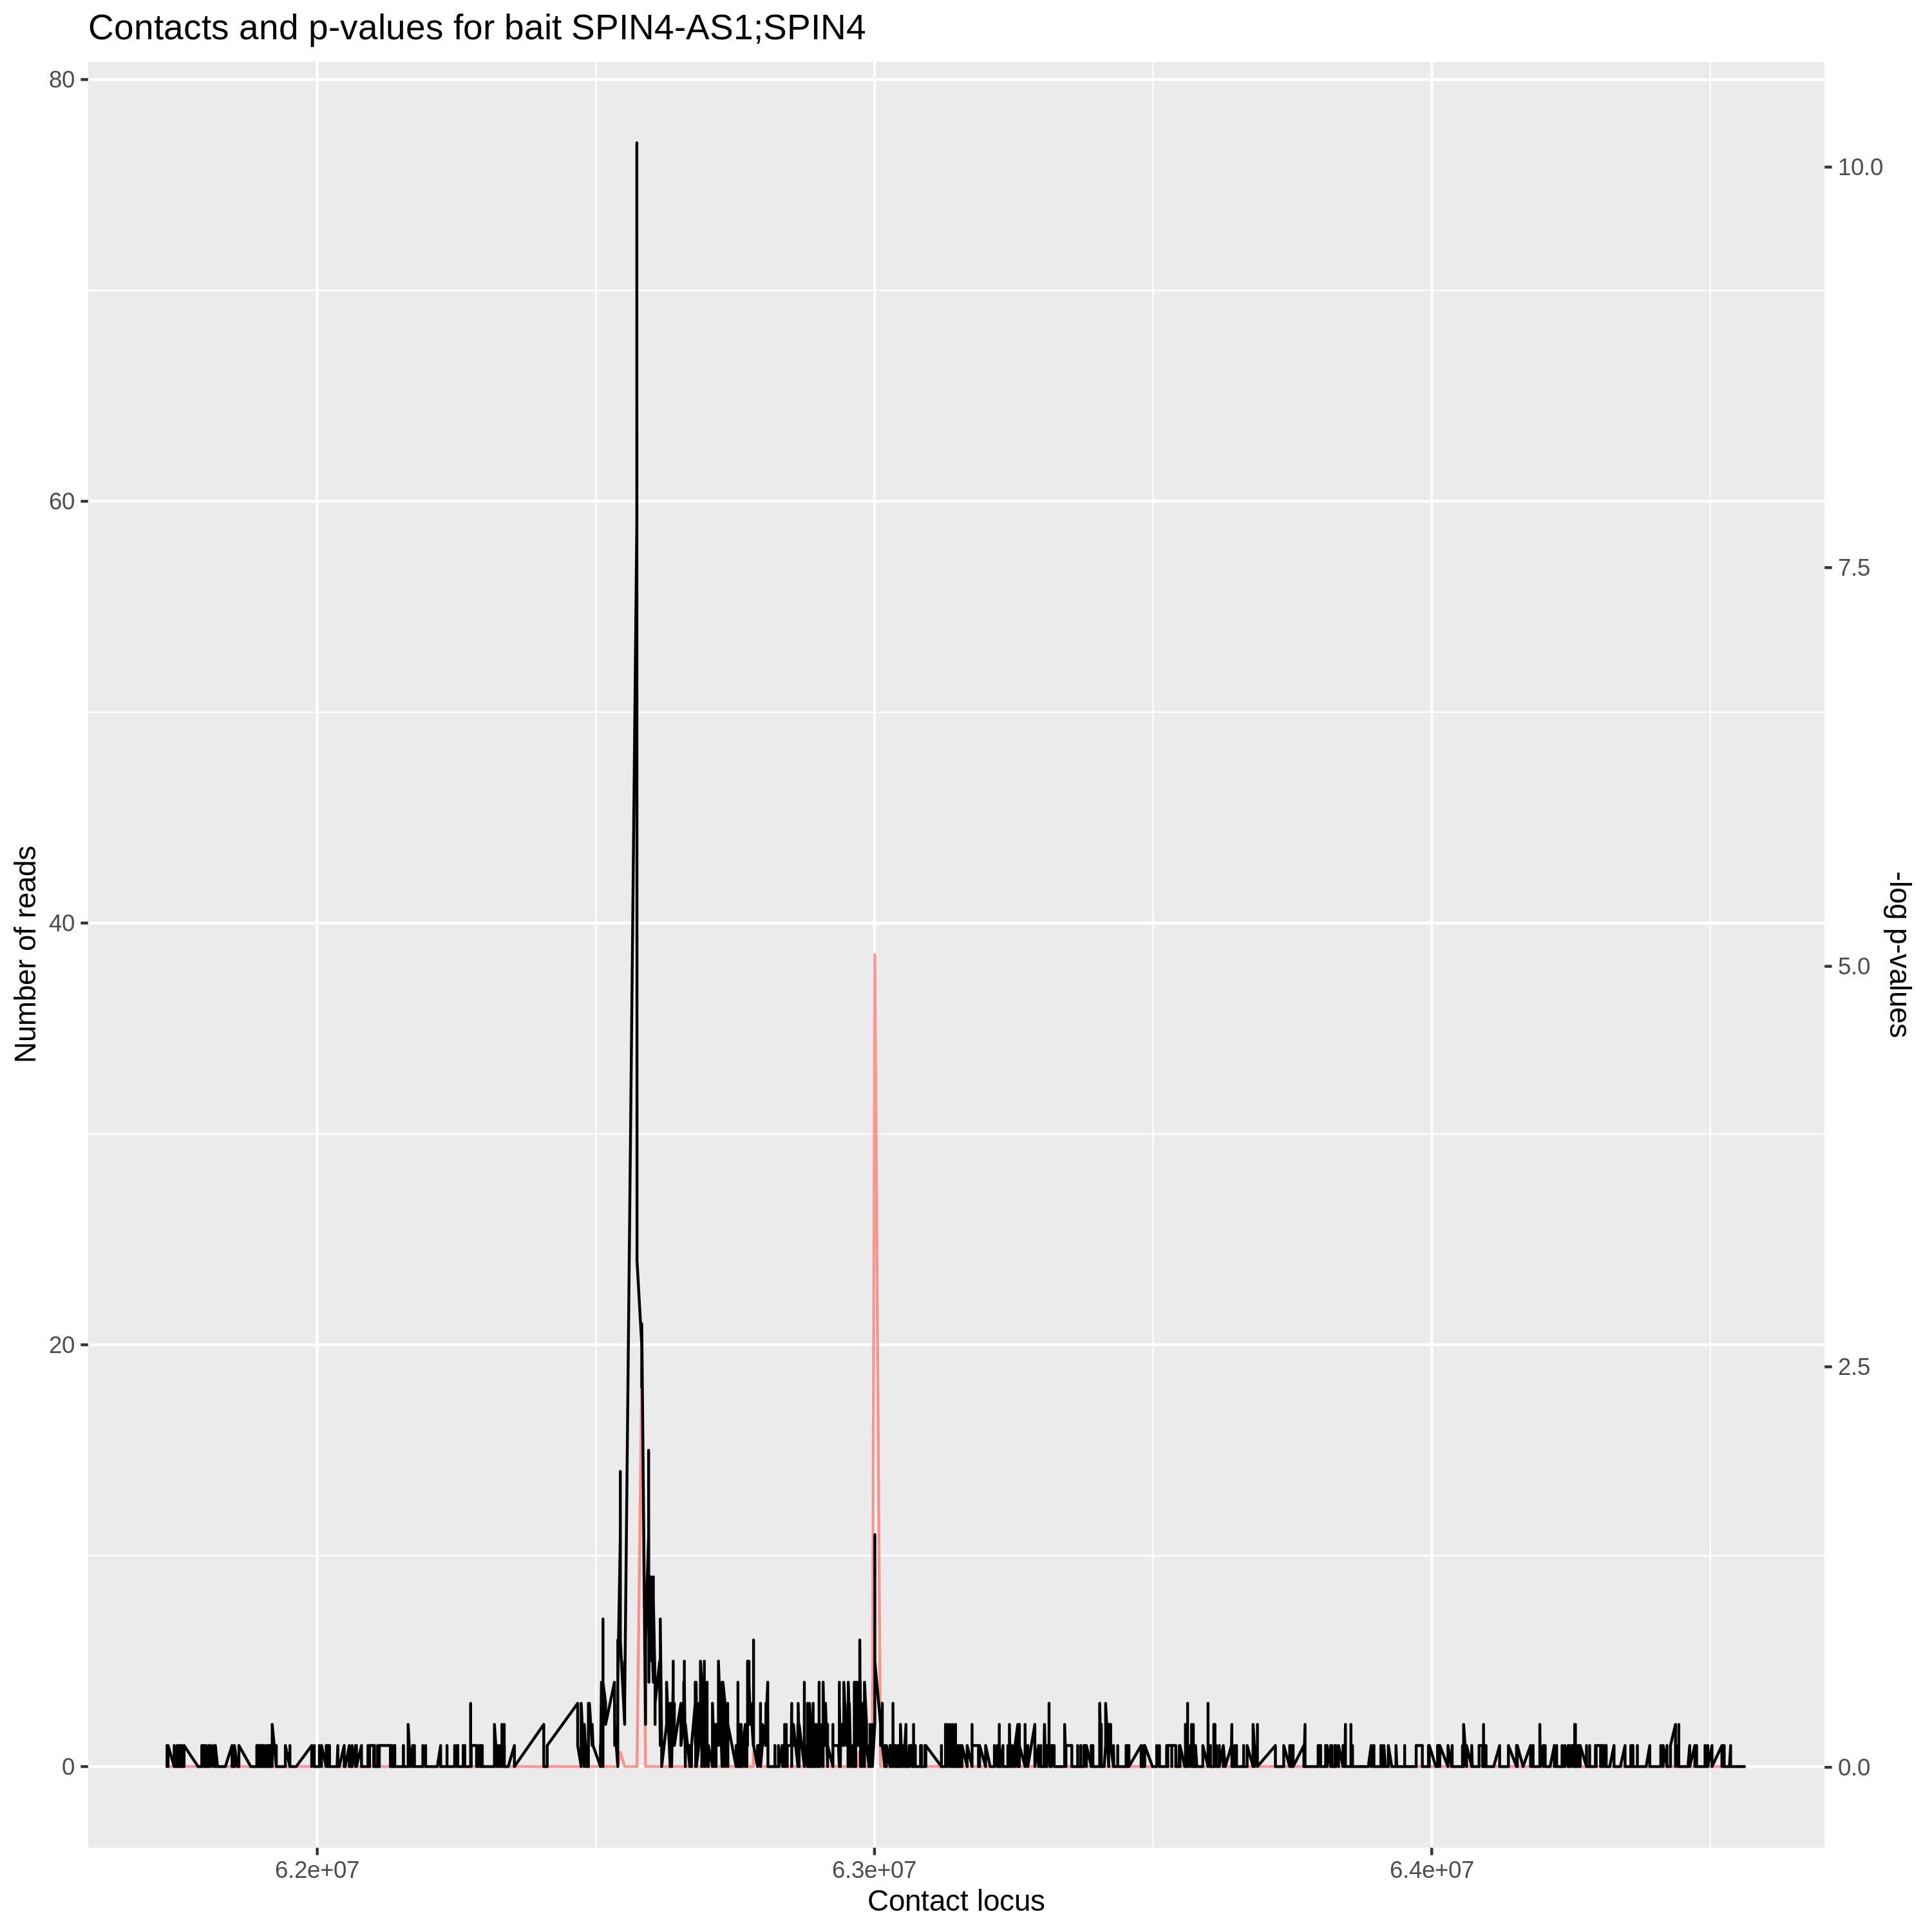 Contacts and p-values for bait SPIN4-AS1;SPIN4
80
60
40
20
0
Number of reads
10.0
7.5
5.0
2.5
0.0
-log p-values
6.2e+07
6.3e+07
6.4e+07
Contact locus